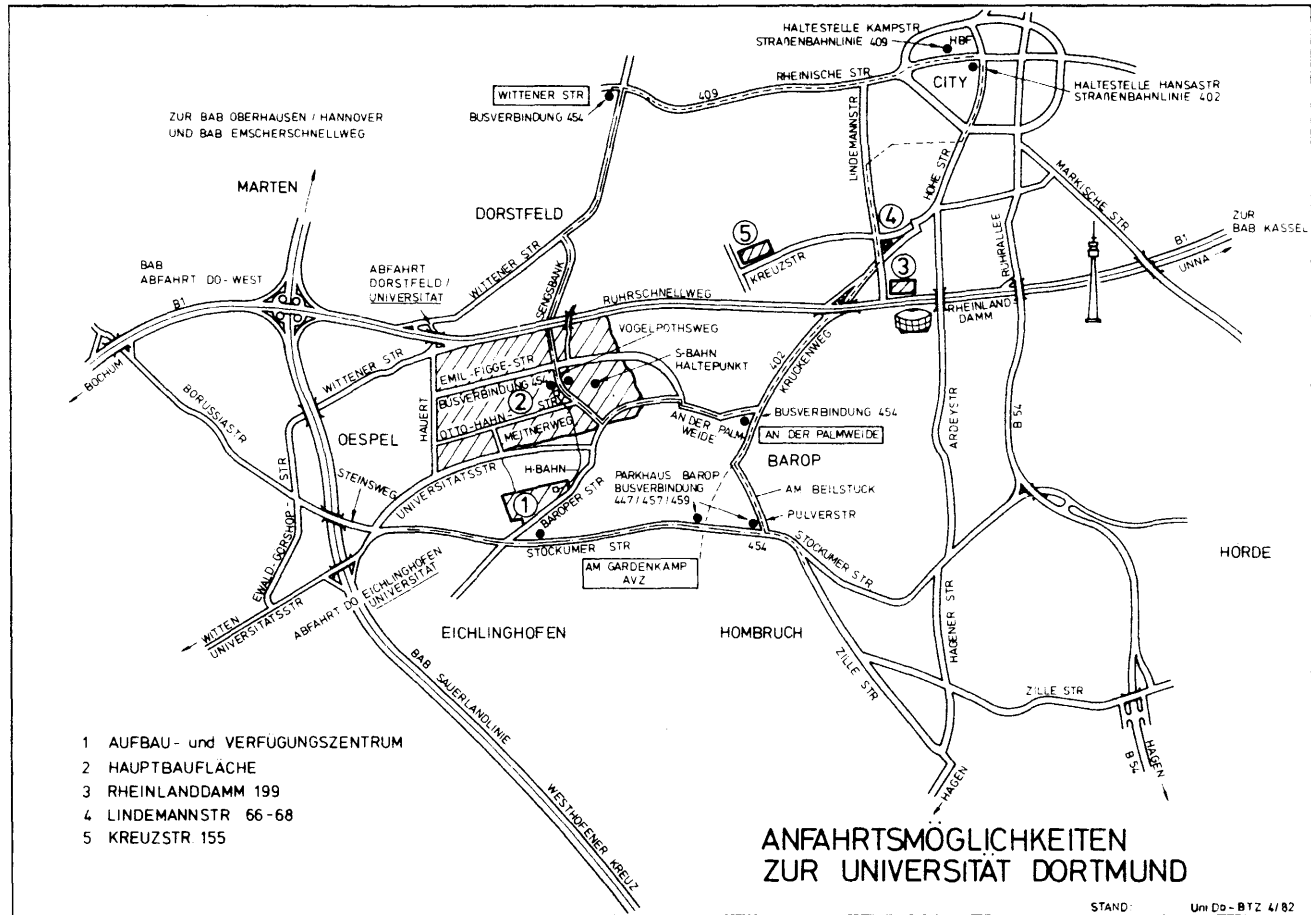 HALTESTELLE KAMPSTR
STRAßENBAHNLINIE 409
HBF
CITY
RHEINISCHE STR
409
HALTESTELLE HANSASTR
STRAßENBAHNLINIE 402
WITTENER STR
BUSVERBINDUNG 454
ZUR BAB OBERHAUSEN / HANNOVER
UND BAB EMSCHERSCHNELLWEG
LINDEMANNSTR
HOHE STR
MÄRKISCHE STR
MARTEN
DORSTFELD
4
5
KREUZSTR
3
ZUR
BAB KASSEL
B1
UNNA
RUHRALLEE
BAB
ABFAHRT DO-WEST
B1
ABFAHRT
DORSTFELD /
UNIVERSITÄT
WITTENER STR
SENGSBANK
RUHRSCHNELLWEG
RHEINLAND
DAMM
VOGELPOTHSWEG
S-BAHN
HALTEPUNKT
BOCHUM
BORUSSIASTR
WITTENER STR
EMIL-FIGGE-STR
BUSVERBINDUNG 454
2
OTTO-HAHN-STR
MEITNERWEG
HAUERT
402
KRÜCKENWEG
AN DER PALM
WEIDE
BUSVERBINDUNG 454
AN DER PALMWEIDE
BAROP
ARDEYSTR
B 54
OESPEL
STEINSWEG
UNIVERSITÄTSSTR
H-BAHN
1
BAROPER STR
PARKHAUS BAROP
BUSVERBINDUNG
447/457/459
AM BEILSTÜCK
PULVERSTR
454
STOCKUMER STR
STOCKUMER STR
AM GARDENKAMP
AVZ
HÖRDE
EWALD-GÖRSHOP-STR
WITTEN
UNIVERSITÄTSSTR
ABFAHRT DO EICHLINGHOFEN
UNIVERSITÄT
EICHLINGHOFEN
HOMBRUCH
HAGENER STR
ZILLE STR
ZILLE STR
BAB SAUERLANDLINIE
WESTHOFENER KREUZ
HAGEN
B 54
HAGEN
1 AUFBAU- und VERFÜGUNGSZENTRUM
2 HAUPTBAUFLÄCHE
3 RHEINLANDDAMM 199
4 LINDEMANNSTR 66-68
5 KREUZSTR. 155
ANFAHRTSMÖGLICHKEITEN
ZUR UNIVERSITÄT DORTMUND
STAND: Uni Do - BTZ 4/82